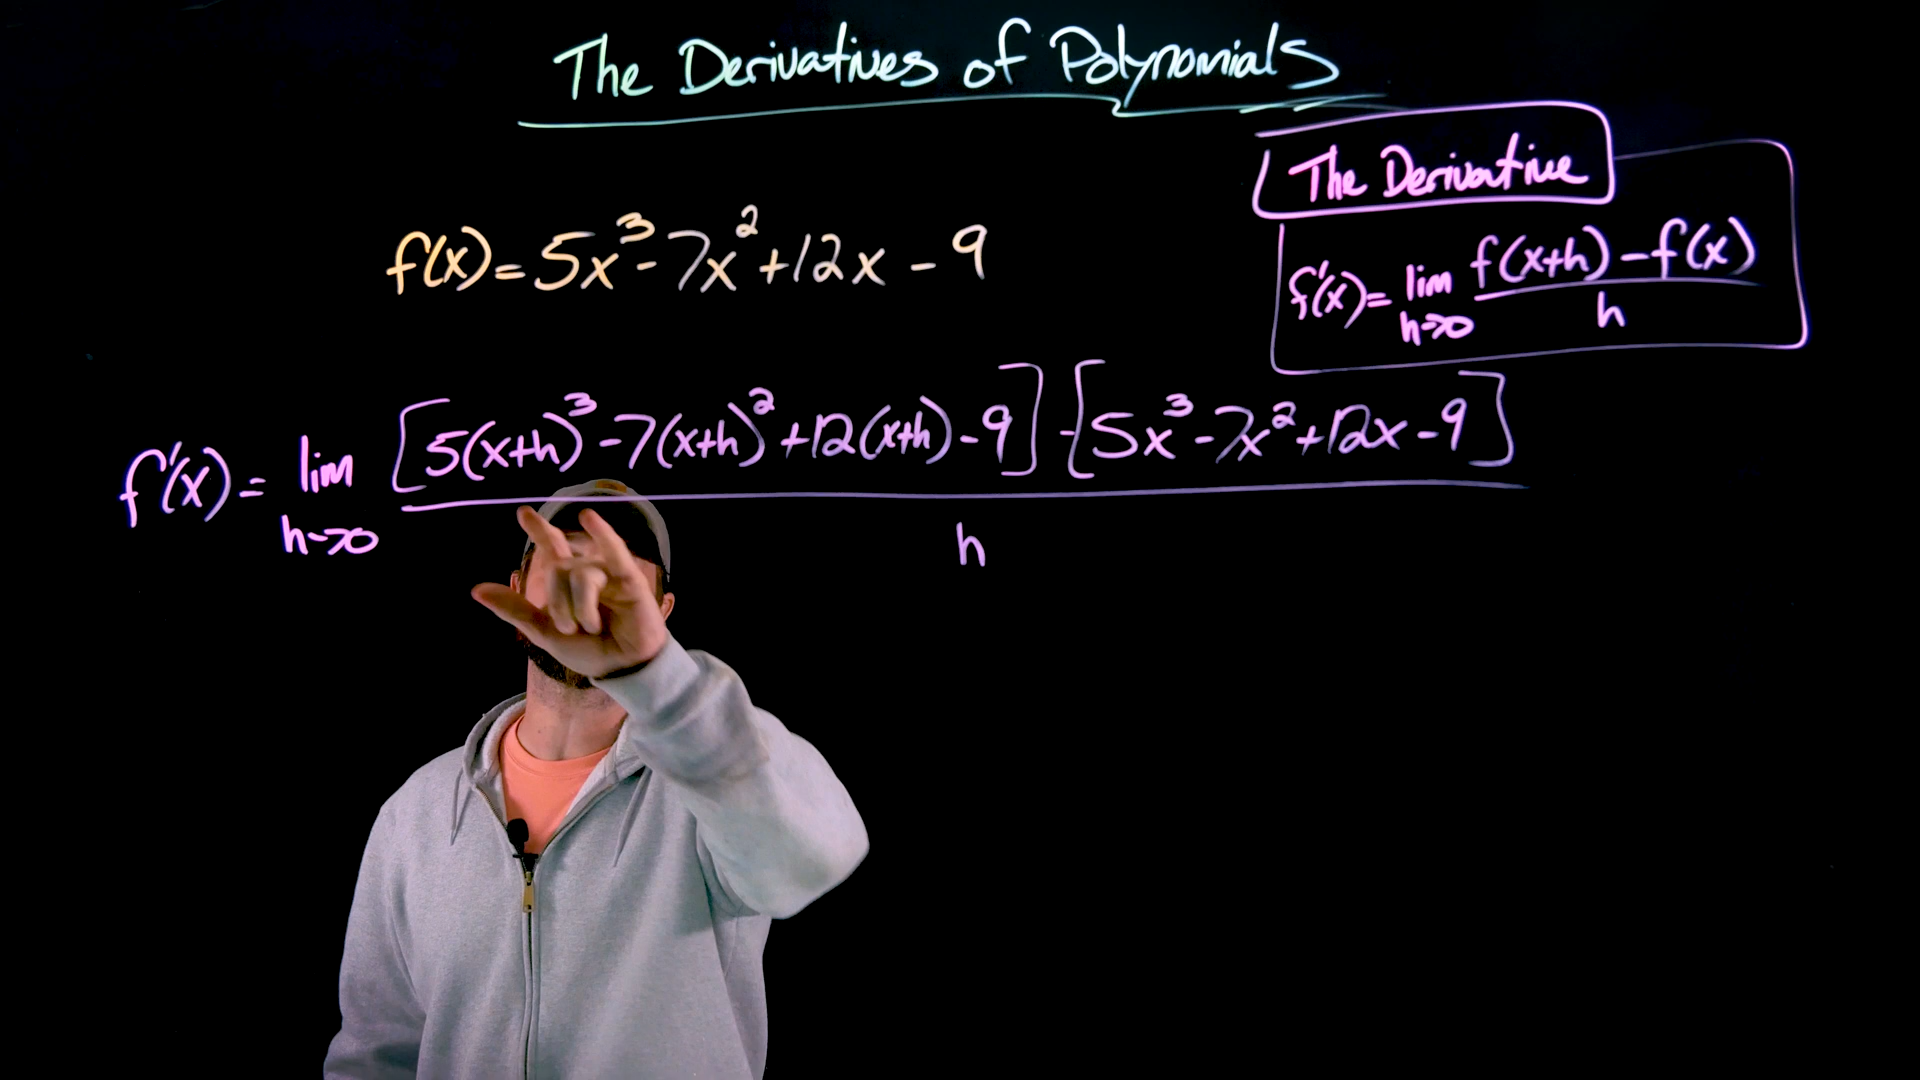 The Derivatives of Polynomials
The Derivative
f(x) = 5x³ - 7x² + 12x - 9
f'(x) = lim h→0 f(x+h) - f(x) / h
f'(x) = lim h→0 [5(x+h)³ - 7(x+h)² + 12(x+h) - 9] - [5x³ - 7x² + 12x - 9] / h